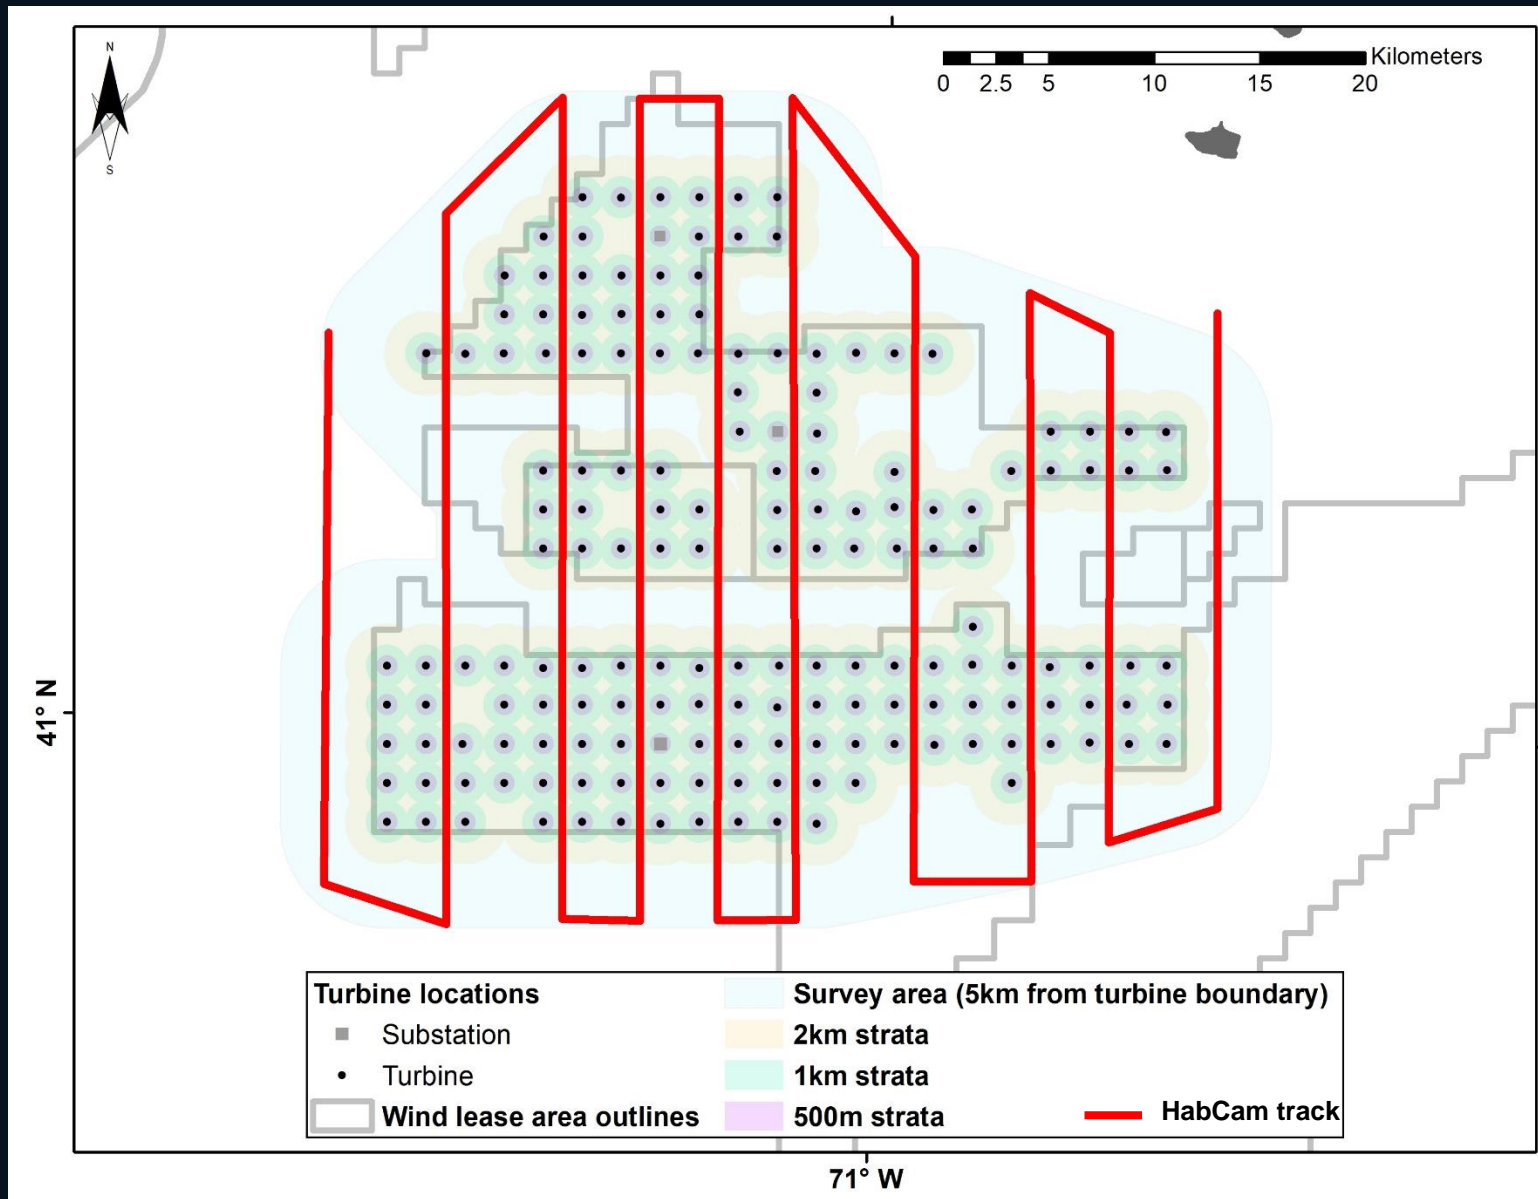 N
S
Kilometers
0 2.5 5 10 15 20
41° N
Turbine locations
Substation
Turbine
Wind lease area outlines
Survey area (5km from turbine boundary)
2km strata
1km strata
500m strata
HabCam track
71° W